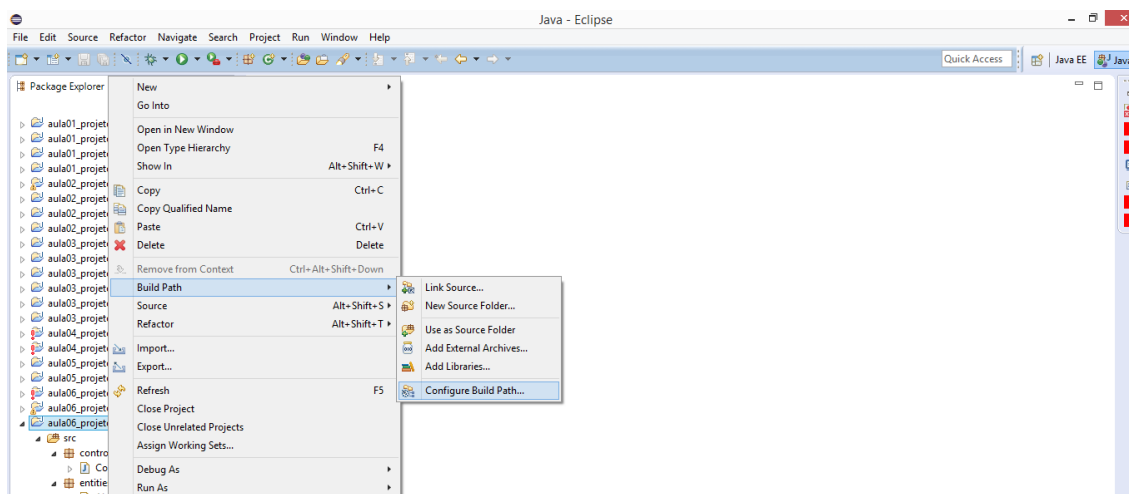 Java - Eclipse
File Edit Source Refactor Navigate Search Project Run Window Help
Quick Access
Java EE
Java
Package Explorer
aula01_projet
aula01_projet
aula01_projet
aula01_projet
aula02_projet
aula02_projet
aula02_projet
aula02_projet
aula03_projet
aula03_projet
aula03_projet
aula03_projet
aula03_projet
aula03_projet
aula04_projet
aula04_projet
aula05_projet
aula05_projet
aula06_projet
aula06_projet
aula06_projet
src
contro
Co
entitie
New
Go Into
Open in New Window
Open Type Hierarchy F4
Show In Alt+Shift+W
Copy Ctrl+C
Copy Qualified Name
Paste Ctrl+V
Delete Delete
Remove from Context Ctrl+Alt+Shift+Down
Build Path
Source Alt+Shift+S
Refactor Alt+Shift+T
Import...
Export...
Refresh F5
Close Project
Close Unrelated Projects
Assign Working Sets...
Debug As
Run As
Link Source...
New Source Folder...
Use as Source Folder
Add External Archives...
Add Libraries...
Configure Build Path...